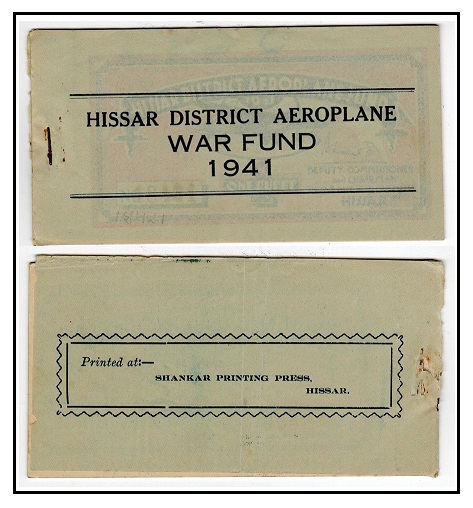 HISSAR DISTRICT AEROPLANE
WAR FUND
1941
Printed at:—
SHANKAR PRINTING PRESS,
HISSAR.